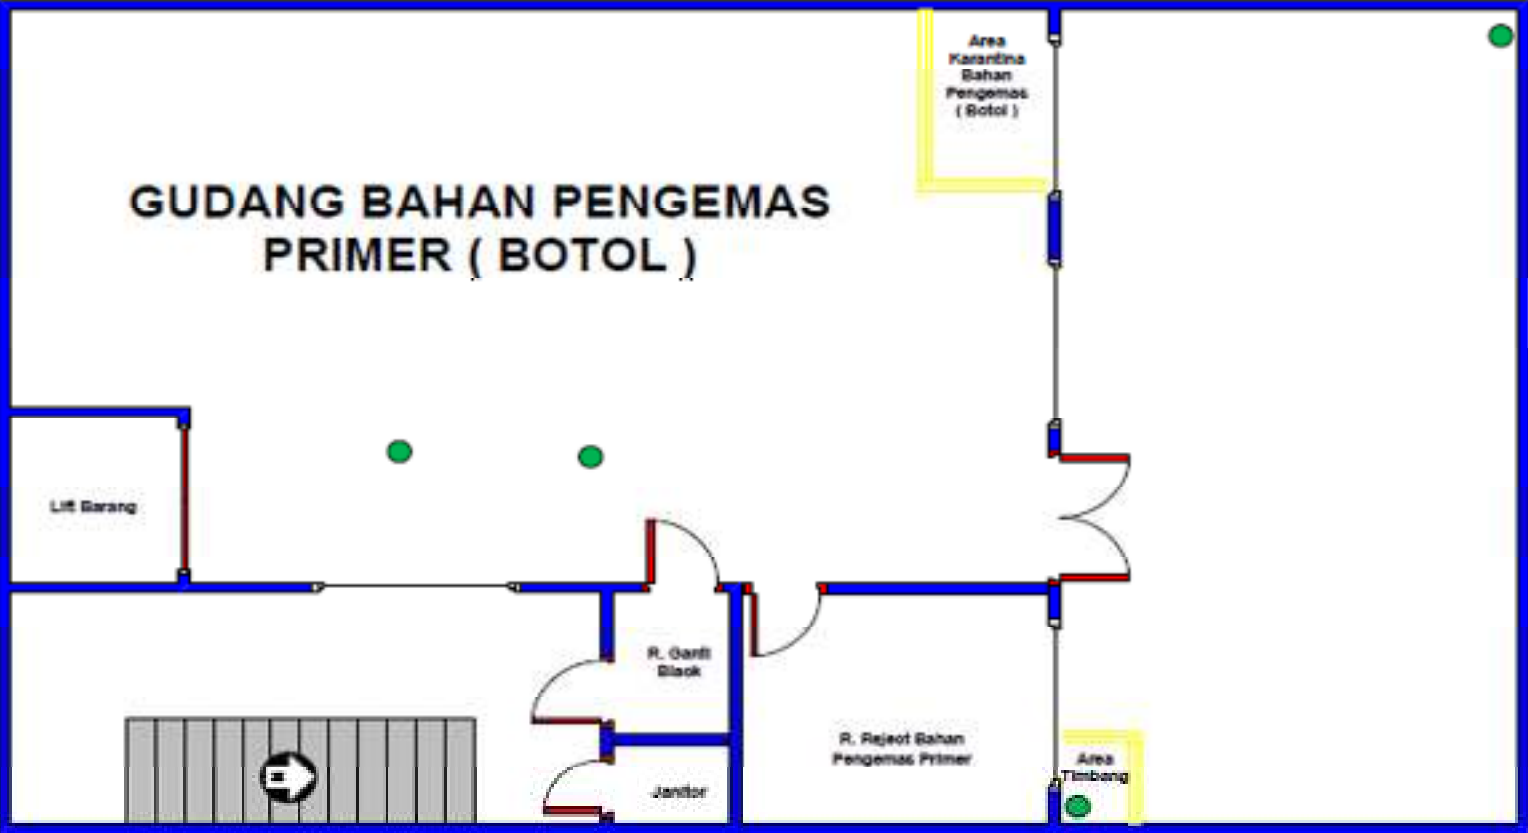 Area
Karantina
Bahan
Pengemas
( Botol )
GUDANG BAHAN PENGEMAS
PRIMER ( BOTOL )
Lift Barang
R. Ganti
Blaok
R. Reject Bahan
Pengemas Primer
Area
Timbang
Janitor